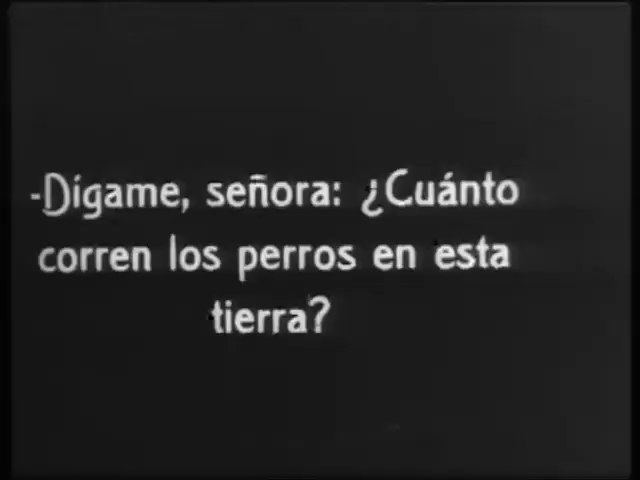 -Dígame, señora: ¿Cuánto
corren los perros en esta
tierra?